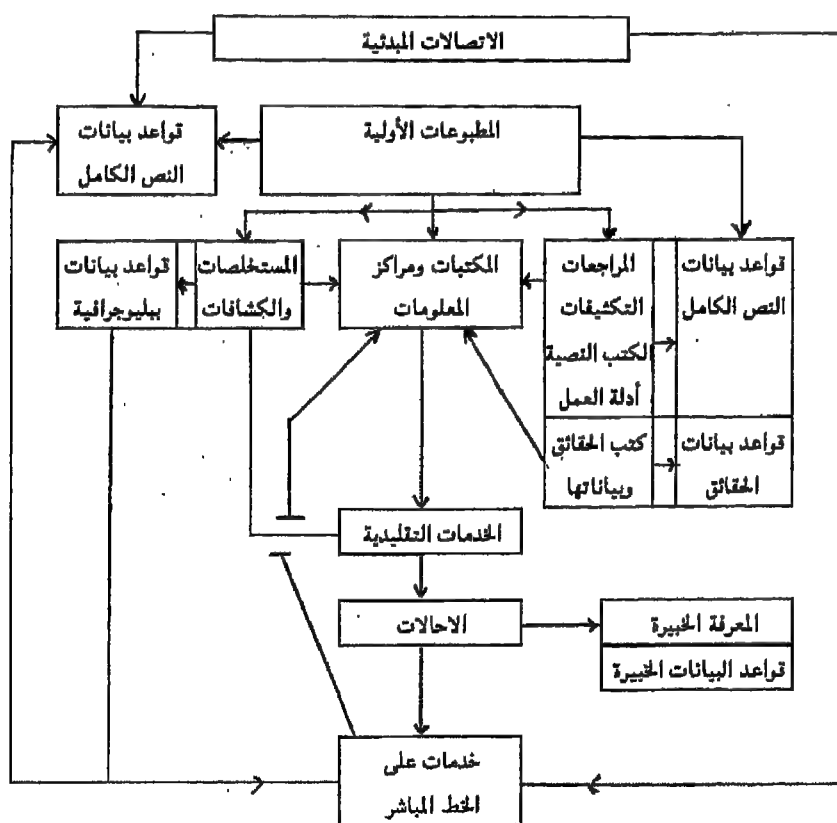 الاتصالات المبدئية
المطبوعات الأولية
قواعد بيانات
النص الكامل
قواعد بيانات
النص الكامل
المراجعات
التكثيفات
الكتب النصية
أدلة العمل
المكتبات ومراكز
المعلومات
المستخلصات
والكشافات
قواعد بيانات
ببليوجرافية
قواعد بيانات
الحقائق
كتب الحقائق
وبياناتها
الخدمات التقليدية
الاحالات
المعرفة الخبيرة
قواعد البيانات الخبيرة
خدمات على
الخط المباشر